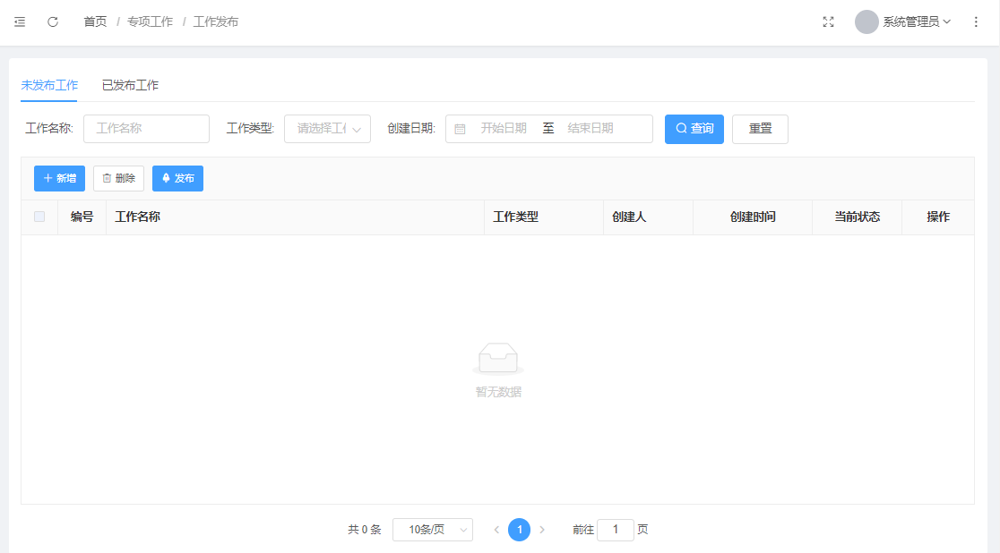 首页 / 专项工作 / 工作发布 系统管理员
未发布工作 已发布工作
工作名称: 工作名称 工作类型: 请选择工作 创建日期: 开始日期 至 结束日期 查询 重置
新增 删除 发布
编号 工作名称 工作类型 创建人 创建时间 当前状态 操作
暂无数据
共 0 条 10条/页 1 前往 1 页